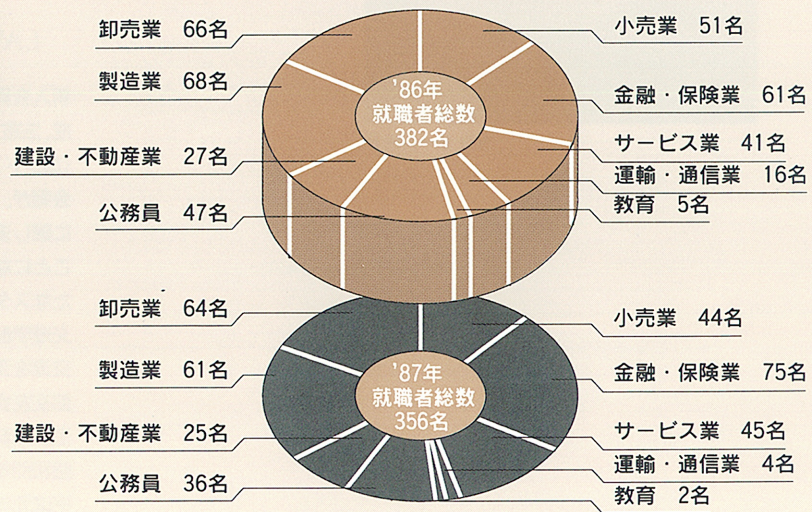 '86年
就職者総数
382名
小売業 51名
金融・保険業 61名
サービス業 41名
運輸・通信業 16名
教育 5名
公務員 47名
建設・不動産業 27名
製造業 68名
卸売業 66名
'87年
就職者総数
356名
小売業 44名
金融・保険業 75名
サービス業 45名
運輸・通信業 4名
教育 2名
公務員 36名
建設・不動産業 25名
製造業 61名
卸売業 64名